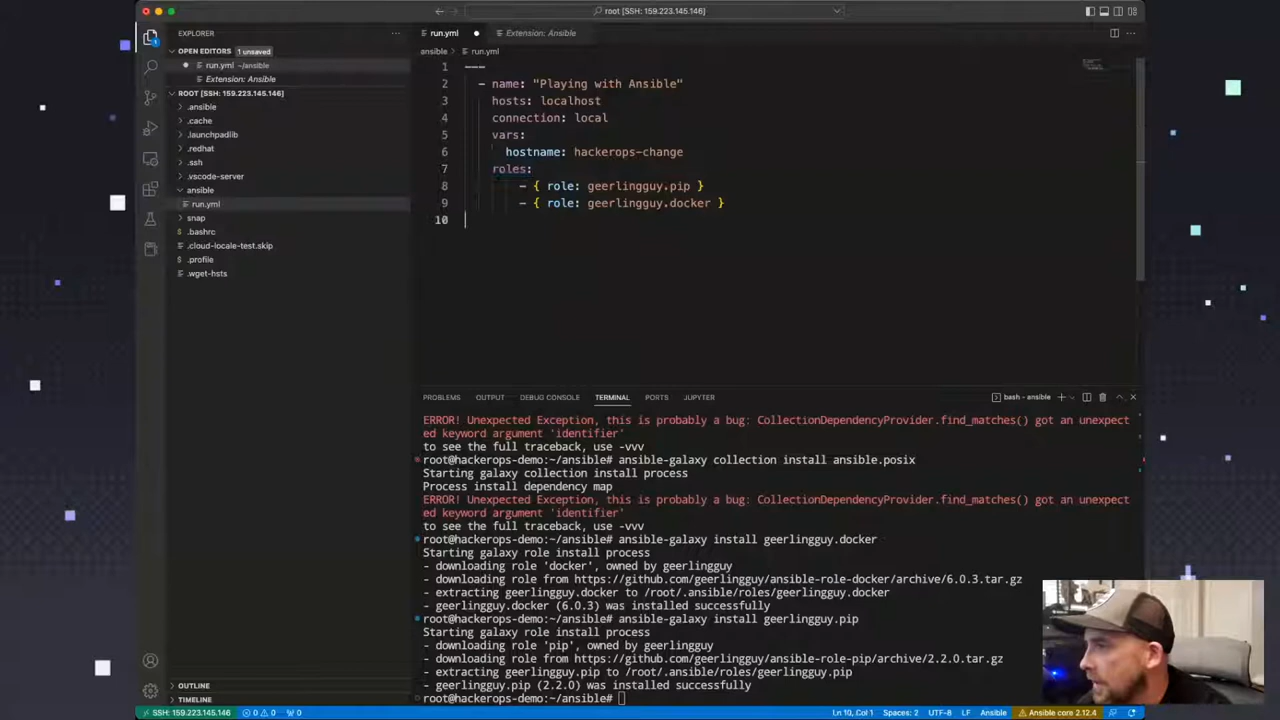 root [SSH: 159.223.145.146]
EXPLORER
OPEN EDITORS 1 unsaved
run.yml ~/ansible
Extension: Ansible
ROOT [SSH: 159.223.145.146]
.ansible
.cache
.launchpadlib
.redhat
.ssh
.vscode-server
ansible
run.yml
snap
.bashrc
.cloud-locale-test.skip
.profile
.wget-hsts
OUTLINE
TIMELINE
run.yml
Extension: Ansible
ansible > run.yml
1 ---
2 - name: "Playing with Ansible"
3 hosts: localhost
4 connection: local
5 vars:
6 hostname: hackerops-change
7 roles:
8 - { role: geerlingguy.pip }
9 - { role: geerlingguy.docker }
10
PROBLEMS OUTPUT DEBUG CONSOLE TERMINAL PORTS JUPYTER
bash - ansible
ERROR! Unexpected Exception, this is probably a bug: CollectionDependencyProvider.find_matches() got an unexpect
ed keyword argument 'identifier'
to see the full traceback, use -vvv
root@hackerops-demo:~/ansible# ansible-galaxy collection install ansible.posix
Starting galaxy collection install process
Process install dependency map
ERROR! Unexpected Exception, this is probably a bug: CollectionDependencyProvider.find_matches() got an unexpect
ed keyword argument 'identifier'
to see the full traceback, use -vvv
root@hackerops-demo:~/ansible# ansible-galaxy install geerlingguy.docker
Starting galaxy role install process
- downloading role 'docker', owned by geerlingguy
- downloading role from https://github.com/geerlingguy/ansible-role-docker/archive/6.0.3.tar.gz
- extracting geerlingguy.docker to /root/.ansible/roles/geerlingguy.docker
- geerlingguy.docker (6.0.3) was installed successfully
root@hackerops-demo:~/ansible# ansible-galaxy install geerlingguy.pip
Starting galaxy role install process
- downloading role 'pip', owned by geerlingguy
- downloading role from https://github.com/geerlingguy/ansible-role-pip/archive/2.2.0.tar.gz
- extracting geerlingguy.pip to /root/.ansible/roles/geerlingguy.pip
- geerlingguy.pip (2.2.0) was installed successfully
root@hackerops-demo:~/ansible#
SSH: 159.223.145.146 0 0 0 Ln 10, Col 1 Spaces: 2 UTF-8 LF Ansible Ansible core 2.12.4